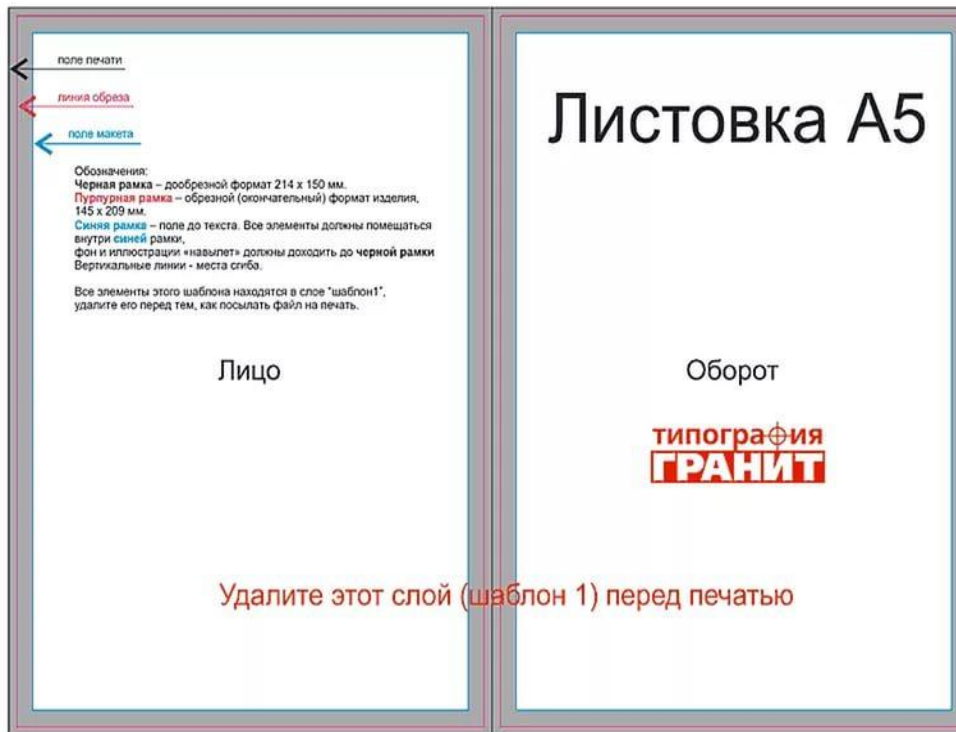 поле печати
линия обреза
поле макета
Обозначения:
Черная рамка – дообрезной формат 214 x 150 мм.
Пурпурная рамка – обрезной (окончательный) формат изделия,
145 x 209 мм.
Синяя рамка – поле до текста. Все элементы должны помещаться
внутри синей рамки,
фон и иллюстрации «навылет» должны доходить до черной рамки
Вертикальные линии - места сгиба.
Все элементы этого шаблона находятся в слое "шаблон1",
удалите его перед тем, как посылать файл на печать.
Лицо
Листовка А5
Оборот
типография
ГРАНИТ
Удалите этот слой (шаблон 1) перед печатью